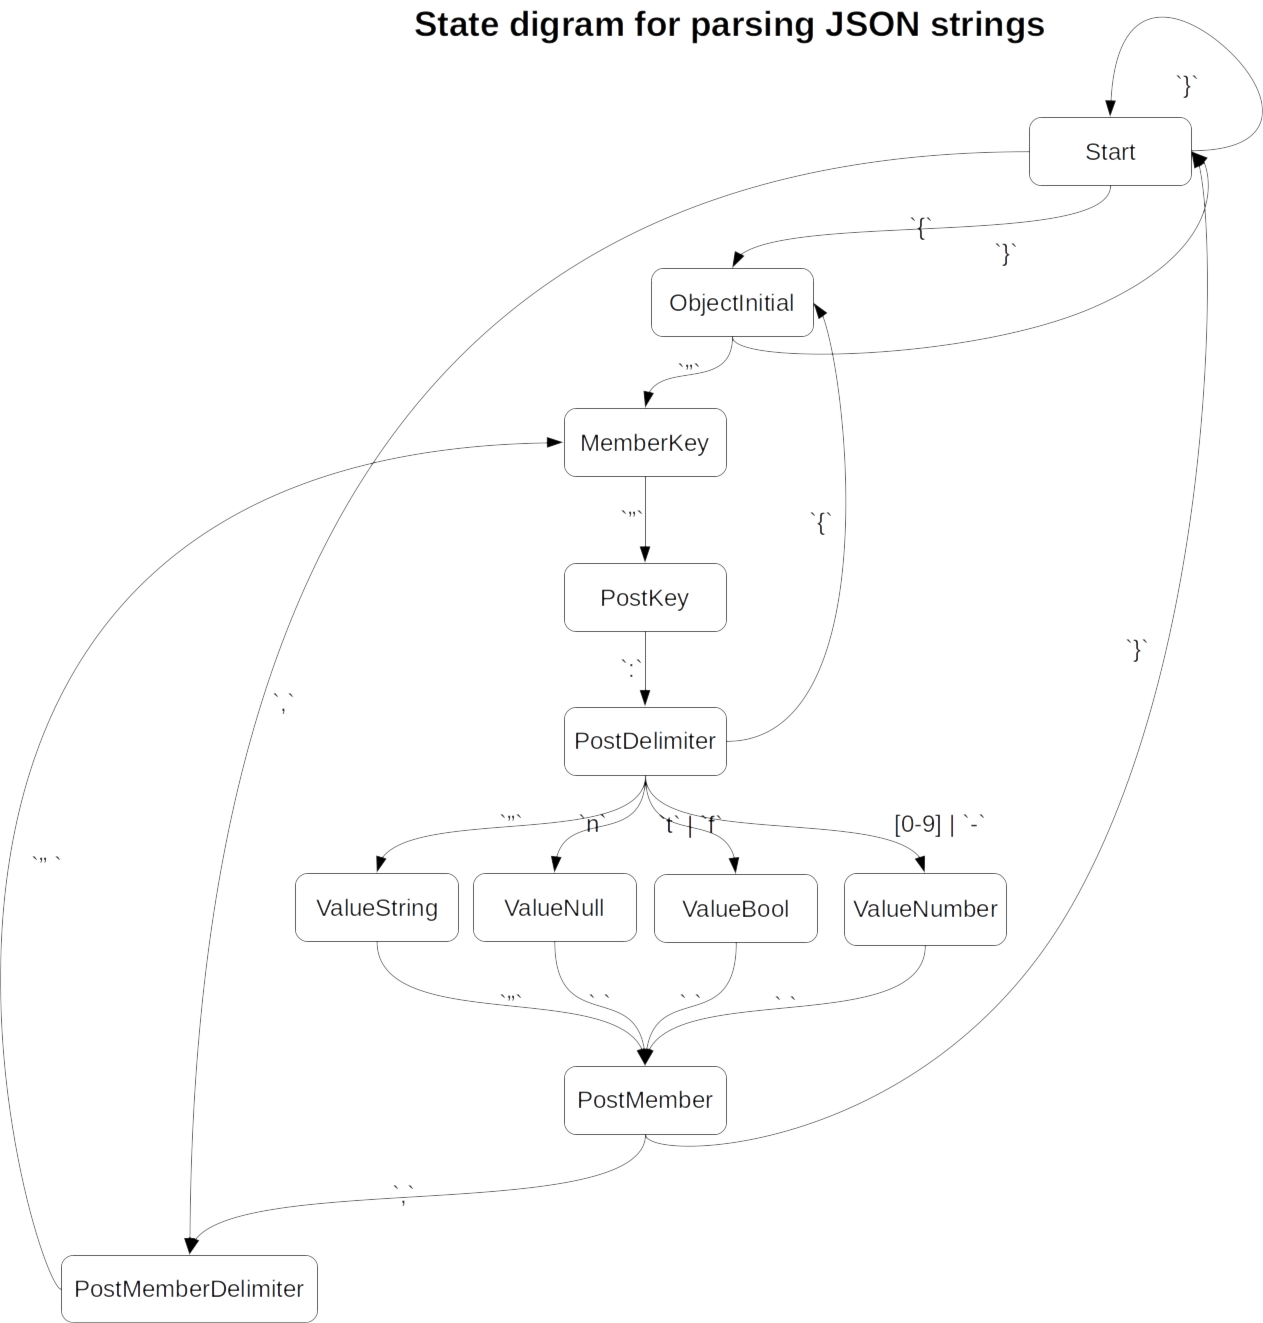 State digram for parsing JSON strings
`}`
Start
`{`
`}`
ObjectInitial
`”`
MemberKey
`”`
`{`
PostKey
`}`
`:`
`,`
PostDelimiter
`”`
`n`
`t` | `f`
[0-9] | `-`
`” `
ValueString
ValueNull
ValueBool
ValueNumber
`”`
` `
` `
` `
PostMember
`,`
PostMemberDelimiter